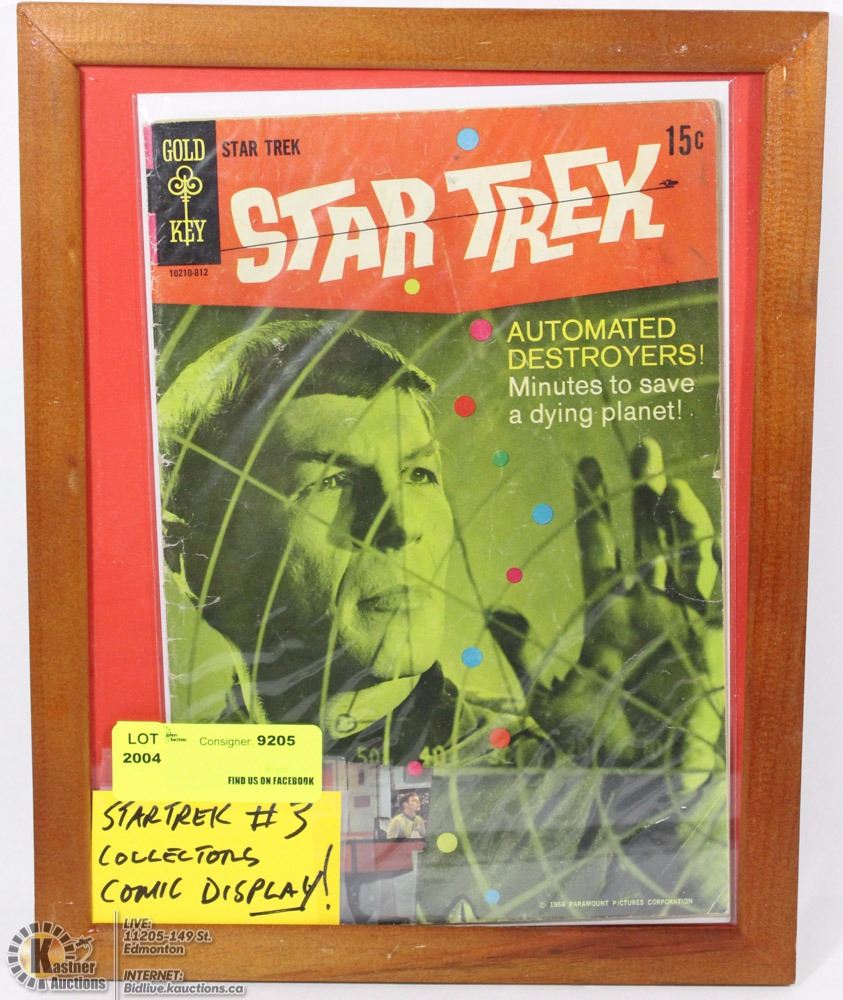 GOLD
KEY
10210-812
STAR TREK
15¢
STAR TREK
AUTOMATED
DESTROYERS!
Minutes to save
a dying planet!
© 1968 PARAMOUNT PICTURES CORPORATION
LOT
Consigner: 9205
2004
FIND US ON FACEBOOK
STARTREK #3
COLLECTORS
COMIC DISPLAY!
Kastner
Auctions
LIVE:
11205-149 St.
Edmonton
INTERNET:
Bidlive.kauctions.ca